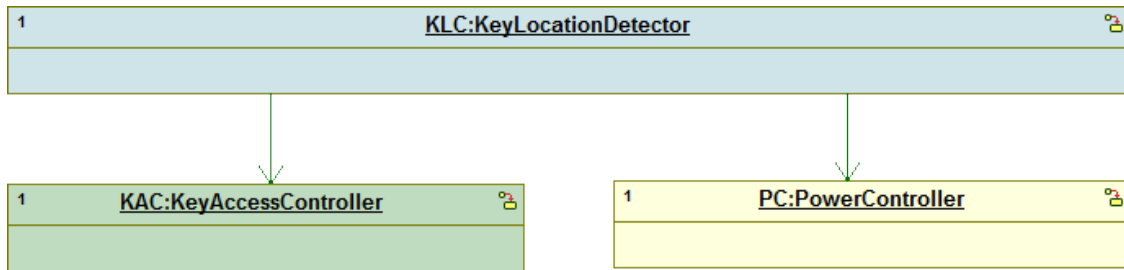 1 KLC:KeyLocationDetector
1 KAC:KeyAccessController
1 PC:PowerController